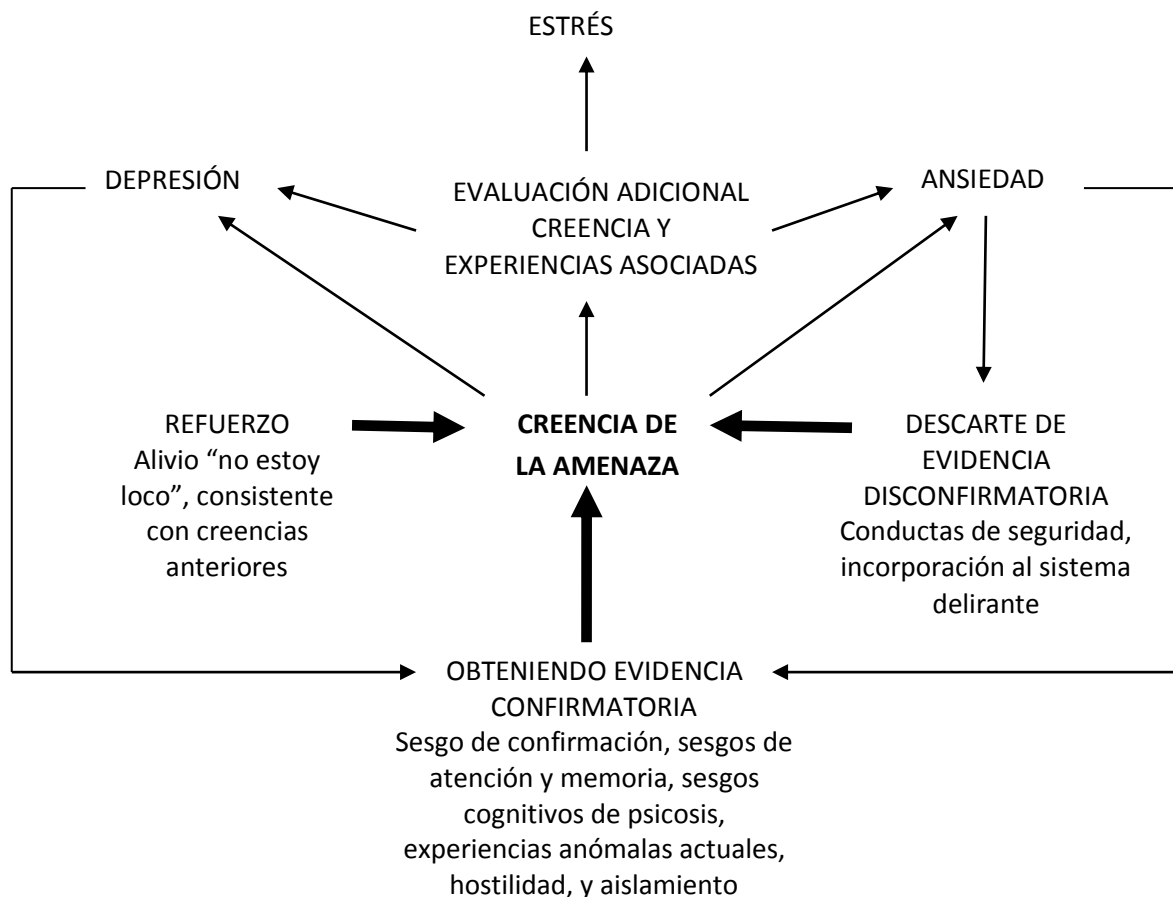 ESTRÉS
DEPRESIÓN
EVALUACIÓN ADICIONAL
CREENCIA Y
EXPERIENCIAS ASOCIADAS
ANSIEDAD
REFUERZO
Alivio “no estoy
loco”, consistente
con creencias
anteriores
CREENCIA DE
LA AMENAZA
DESCARTE DE
EVIDENCIA
DISCONFIRMATORIA
Conductas de seguridad,
incorporación al sistema
delirante
OBTENIENDO EVIDENCIA
CONFIRMATORIA
Sesgo de confirmación, sesgos de
atención y memoria, sesgos
cognitivos de psicosis,
experiencias anómalas actuales,
hostilidad, y aislamiento